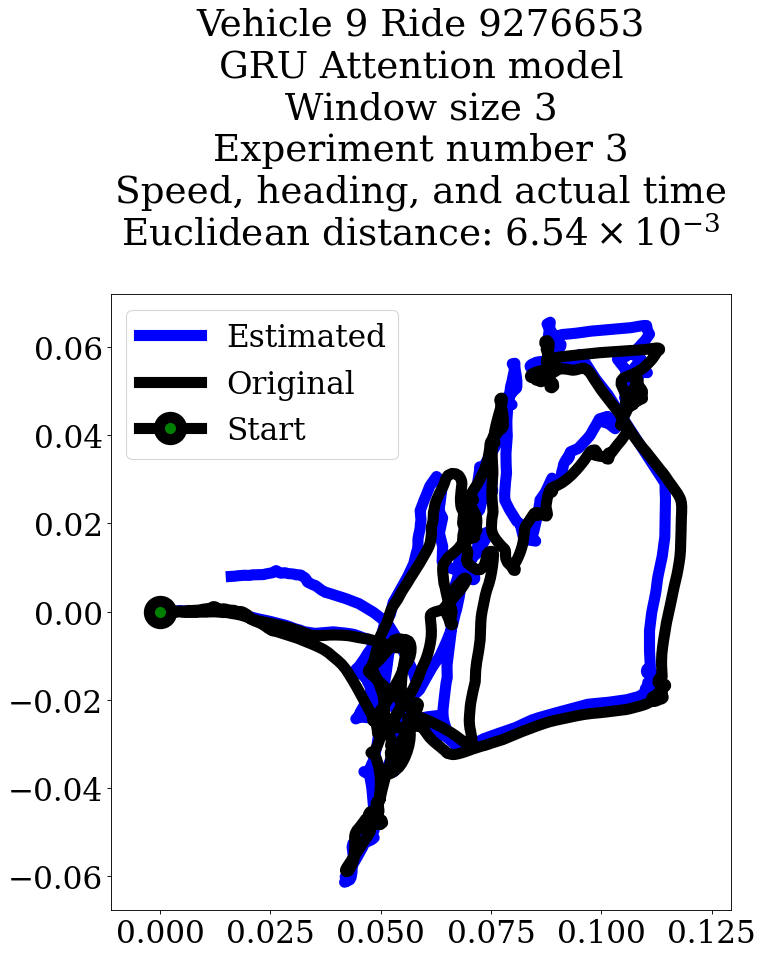 Vehicle 9 Ride 9276653
GRU Attention model
Window size 3
Experiment number 3
Speed, heading, and actual time
Euclidean distance: 6.54 × 10⁻³
Estimated
Original
Start
0.06
0.04
0.02
0.00
−0.02
−0.04
−0.06
0.000 0.025 0.050 0.075 0.100 0.125